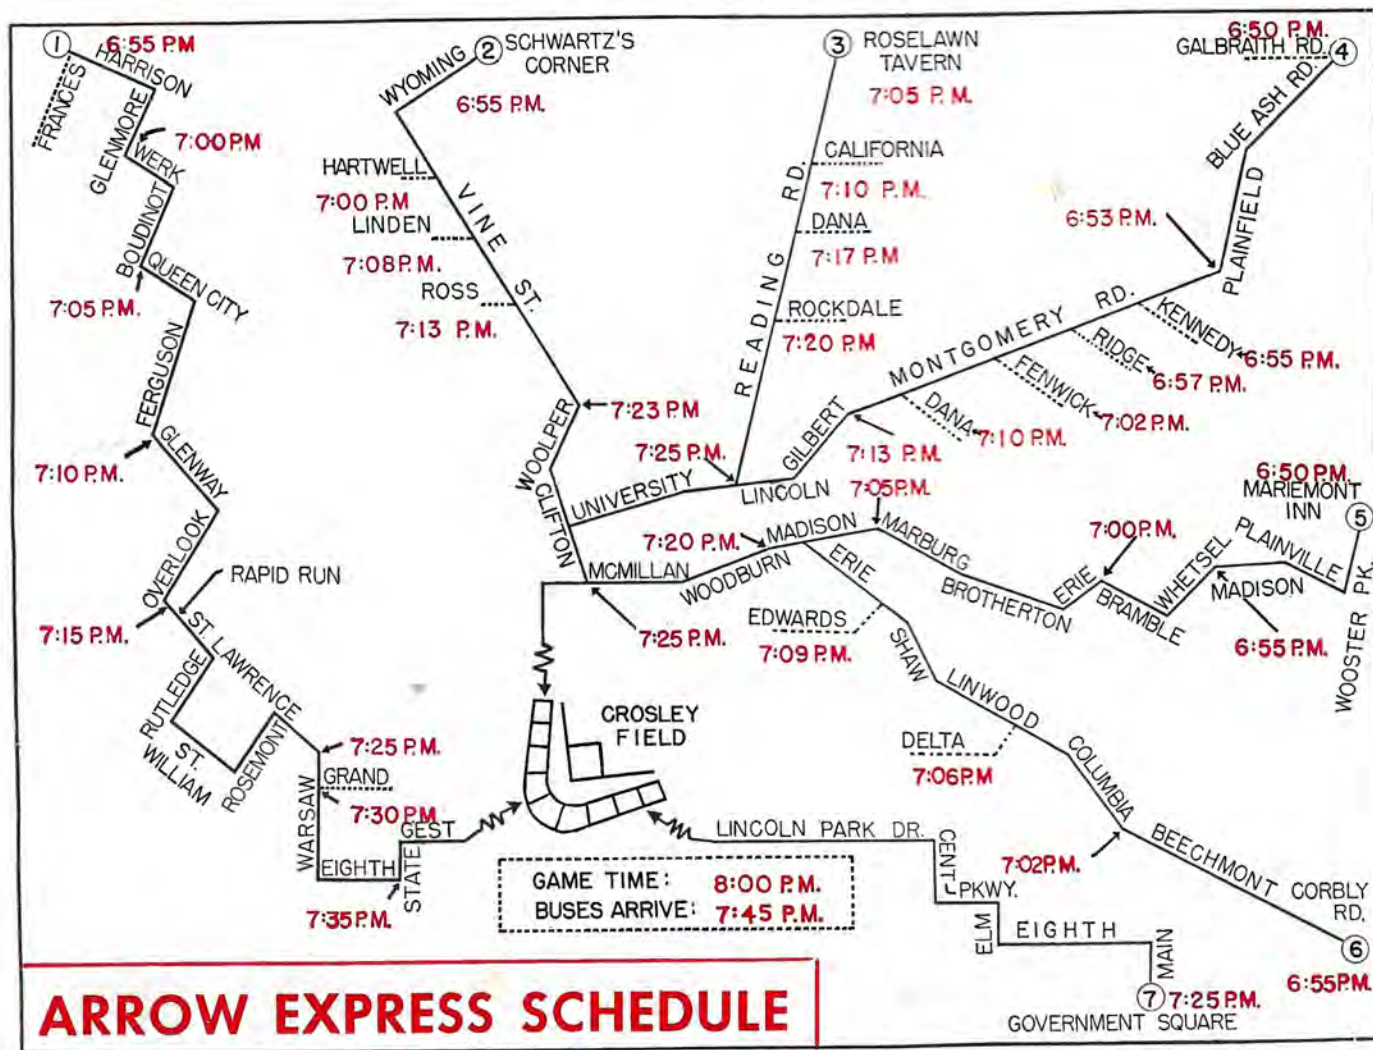 1
6:55 P.M
HARRISON
FRANCES
GLENMORE
7:00 P.M
WERK
BOUDINOT
QUEEN CITY
7:05 P.M.
FERGUSON
7:10 P.M.
GLENWAY
OVERLOOK
RAPID RUN
7:15 P.M.
ST. LAWRENCE
RUTLEDGE
ST. WILLIAM
ROSEMONT
7:25 P.M.
GRAND
7:30 P.M
WARSAW
EIGHTH
STATE
7:35 P.M.
GEST
2
SCHWARTZ'S
CORNER
6:55 P.M.
WYOMING
HARTWELL
7:00 P.M
VINE ST.
LINDEN
7:08 P.M.
ROSS
7:13 P.M.
7:23 P.M
WOOLPER
CLIFTON
3
ROSELAWN
TAVERN
7:05 P.M.
READING RD.
CALIFORNIA
7:10 P.M.
DANA
7:17 P.M
ROCKDALE
7:20 P.M
7:25 P.M.
UNIVERSITY
LINCOLN
6:50 P.M.
GALBRAITH RD.
4
BLUE ASH RD.
PLAINFIELD
6:53 P.M.
MONTGOMERY RD.
KENNEDY
6:55 P.M.
RIDGE
6:57 P.M.
FENWICK
7:02 P.M.
DANA
7:10 P.M.
GILBERT
7:13 P.M.
6:50 P.M.
MARIEMONT
INN
5
WOOSTER PK.
PLAINVILLE
MADISON
6:55 P.M.
WHETSEL
BRAMBLE
7:00 P.M.
ERIE
BROTHERTON
MARBURG
7:05 P.M.
MADISON
7:20 P.M.
WOODBURN
MCMILLAN
7:25 P.M.
ERIE
EDWARDS
7:09 P.M.
SHAW
LINWOOD
DELTA
7:06 P.M
COLUMBIA
7:02 P.M.
BEECHMONT
CORBLY
RD.
6
6:55 P.M.
CROSLEY
FIELD
LINCOLN PARK DR.
CENT.
PKWY.
ELM
EIGHTH
MAIN
7
7:25 P.M.
GOVERNMENT SQUARE
GAME TIME: 8:00 P.M.
BUSES ARRIVE: 7:45 P.M.
ARROW EXPRESS SCHEDULE